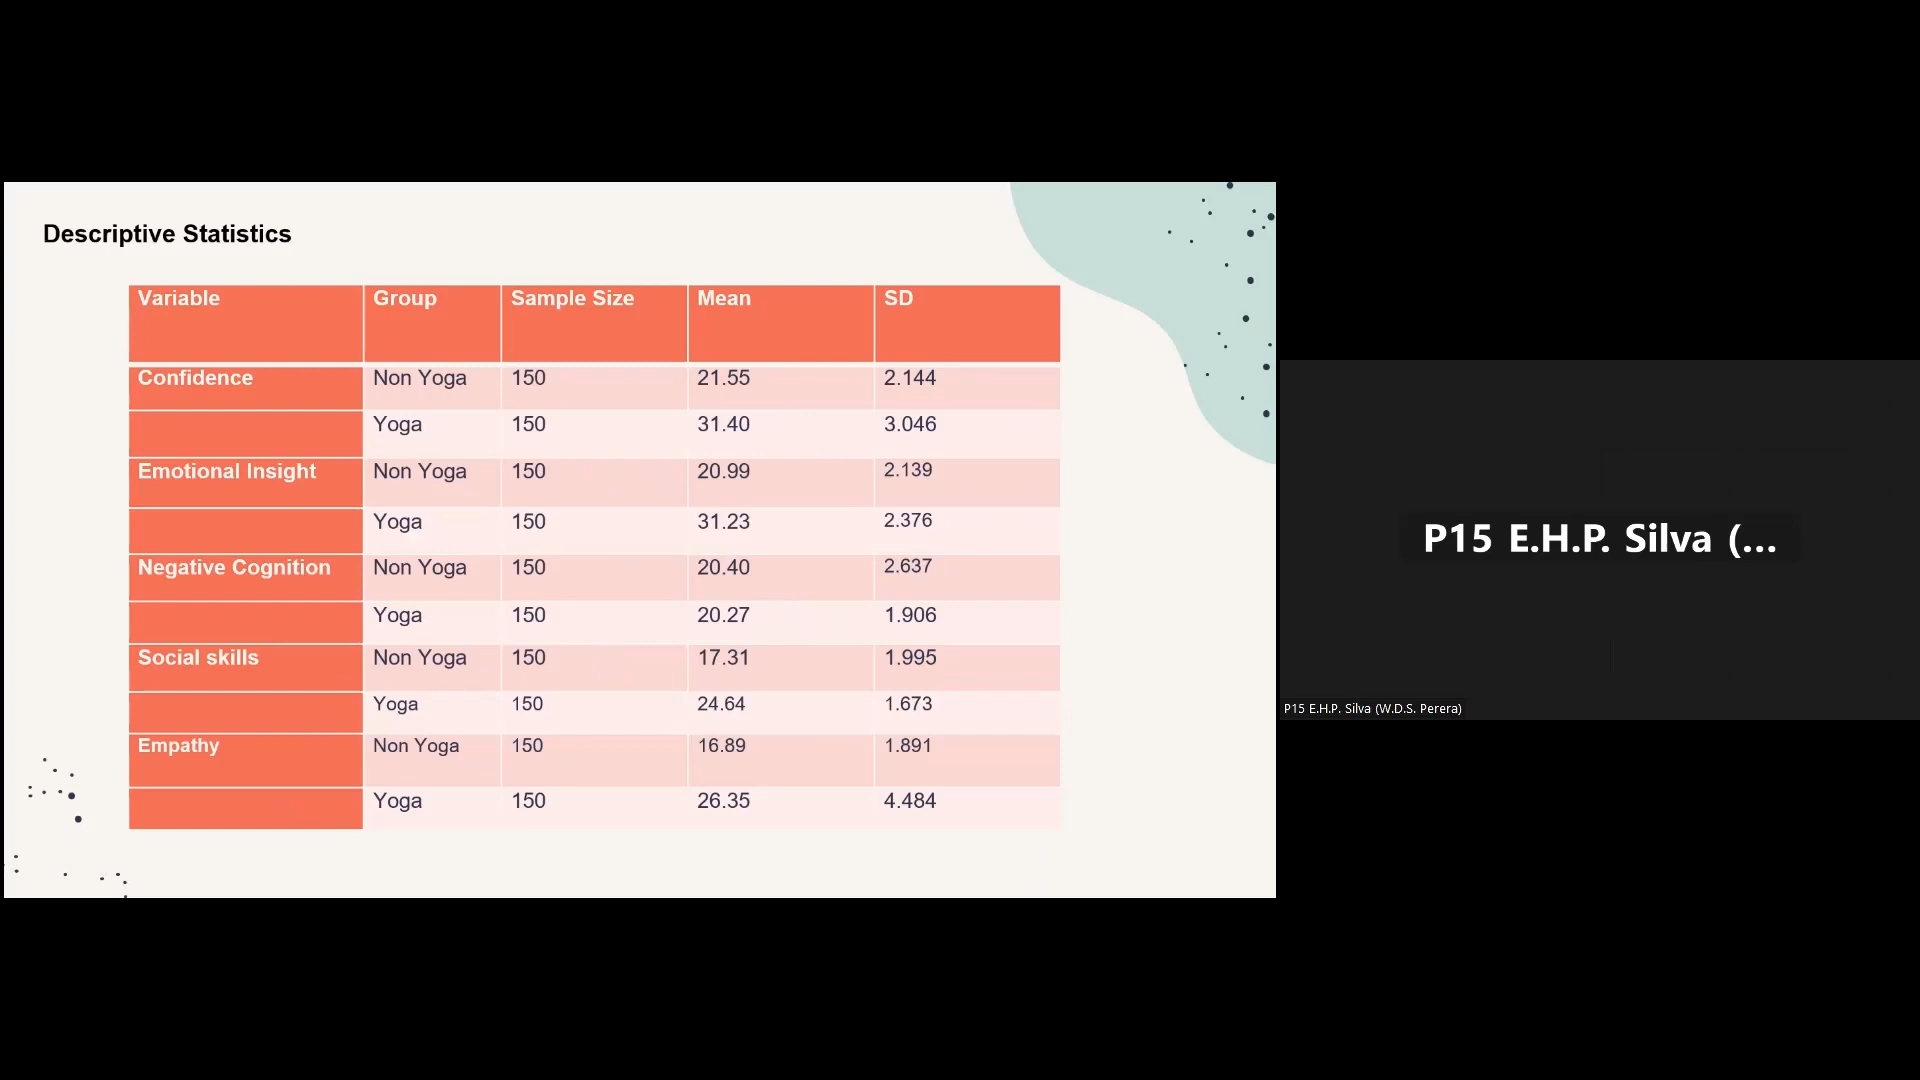 Descriptive Statistics
Variable Group Sample Size Mean SD
Confidence Non Yoga 150 21.55 2.144
Yoga 150 31.40 3.046
Emotional Insight Non Yoga 150 20.99 2.139
Yoga 150 31.23 2.376
Negative Cognition Non Yoga 150 20.40 2.637
Yoga 150 20.27 1.906
Social skills Non Yoga 150 17.31 1.995
Yoga 150 24.64 1.673
Empathy Non Yoga 150 16.89 1.891
Yoga 150 26.35 4.484
P15 E.H.P. Silva (...
P15 E.H.P. Silva (W.D.S. Perera)